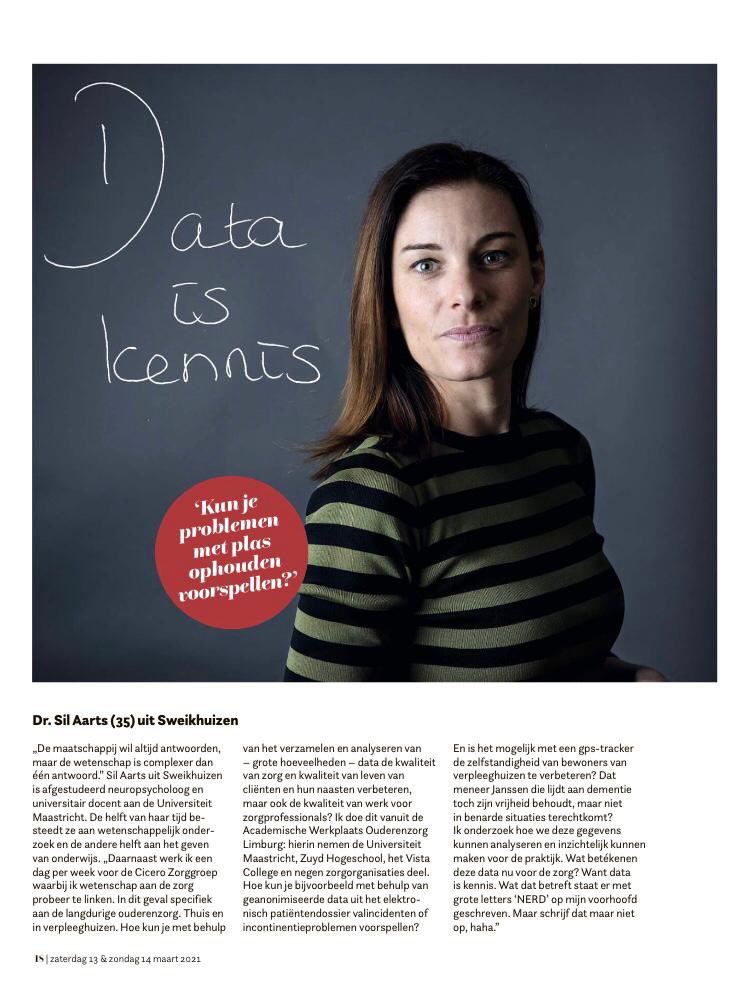 Data
is
kennis
‘Kun je
problemen
met plas
ophouden
voorspellen?’
Dr. Sil Aarts (35) uit Sweikhuizen
„De maatschappij wil altijd antwoorden,
maar de wetenschap is complexer dan
één antwoord.” Sil Aarts uit Sweikhuizen
is afgestudeerd neuropsycholoog en
universitair docent aan de Universiteit
Maastricht. De helft van haar tijd be-
steedt ze aan wetenschappelijk onder-
zoek en de andere helft aan het geven
van onderwijs. „Daarnaast werk ik een
dag per week voor de Cicero Zorggroep
waarbij ik wetenschap aan de zorg
probeer te linken. In dit geval specifiek
aan de langdurige ouderenzorg. Thuis en
in verpleeghuizen. Hoe kun je met behulp
van het verzamelen en analyseren van
– grote hoeveelheden – data de kwaliteit
van zorg en kwaliteit van leven van
cliënten en hun naasten verbeteren,
maar ook de kwaliteit van werk voor
zorgprofessionals? Ik doe dit vanuit de
Academische Werkplaats Ouderenzorg
Limburg: hierin nemen de Universiteit
Maastricht, Zuyd Hogeschool, het Vista
College en negen zorgorganisaties deel.
Hoe kun je bijvoorbeeld met behulp van
geanonimiseerde data uit het elektro-
nisch patiëntendossier valincidenten of
incontinentieproblemen voorspellen?
En is het mogelijk met een gps-tracker
de zelfstandigheid van bewoners van
verpleeghuizen te verbeteren? Dat
meneer Janssen die lijdt aan dementie
toch zijn vrijheid behoudt, maar niet
in benarde situaties terechtkomt?
Ik onderzoek hoe we deze gegevens
kunnen analyseren en inzichtelijk kunnen
maken voor de praktijk. Wat betékenen
deze data nu voor de zorg? Want data
is kennis. Wat dat betreft staat er met
grote letters ‘NERD’ op mijn voorhoofd
geschreven. Maar schrijf dat maar niet
op, haha.”
18 | zaterdag 13 & zondag 14 maart 2021